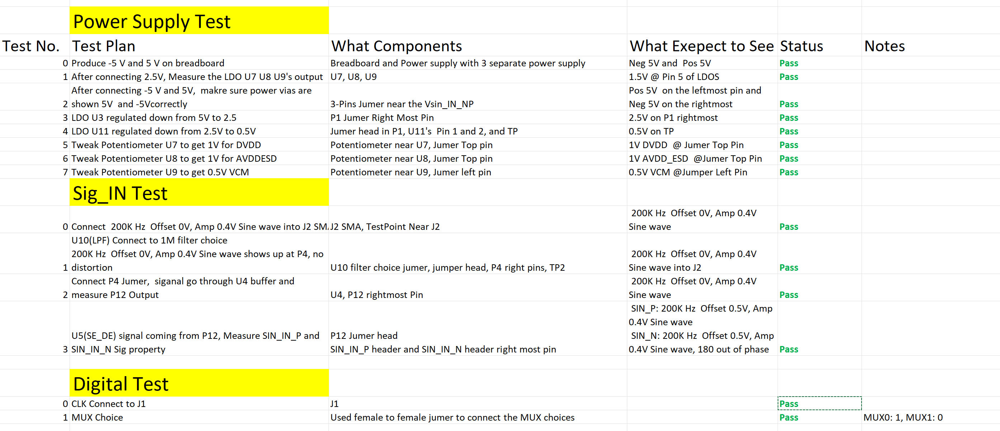 Power Supply Test
Test No. Test Plan What Components What Exepect to See Status Notes
0 Produce -5 V and 5 V on breadboard Breadboard and Power supply with 3 separate power supply Neg 5V and  Pos 5V Pass
1 After connecting 2.5V, Measure the LDO U7 U8 U9's output U7, U8, U9 1.5V @ Pin 5 of LDOS Pass
After connecting -5 V and 5V,  makre sure power vias are Pos 5V  on the leftmost pin and
2 shown 5V  and -5Vcorrectly 3-Pins Jumer near the Vsin_IN_NP Neg 5V on the rightmost Pass
3 LDO U3 regulated down from 5V to 2.5 P1 Jumer Right Most Pin 2.5V on P1 rightmost Pass
4 LDO U11 regulated down from 2.5V to 0.5V Jumer head in P1, U11's  Pin 1 and 2, and TP 0.5V on TP Pass
5 Tweak Potentiometer U7 to get 1V for DVDD Potentiometer near U7, Jumer Top pin 1V DVDD  @ Jumer Top Pin Pass
6 Tweak Potentiometer U8 to get 1V for AVDDESD Potentiometer near U8, Jumer Top pin 1V AVDD_ESD  @Jumer Top Pin Pass
7 Tweak Potentiometer U9 to get 0.5V VCM Potentiometer near U9, Jumer left pin 0.5V VCM @Jumper Left Pin Pass
Sig_IN Test
200K Hz  Offset 0V, Amp 0.4V
0 Connect  200K Hz  Offset 0V, Amp 0.4V Sine wave into J2 SM J2 SMA, TestPoint Near J2 Sine wave Pass
U10(LPF) Connect to 1M filter choice
200K Hz  Offset 0V, Amp 0.4V Sine wave shows up at P4, no 200K Hz  Offset 0V, Amp 0.4V
1 distortion U10 filter choice jumer, jumper head, P4 right pins, TP2 Sine wave into J2 Pass
Connect P4 Jumer,  siganal go through U4 buffer and 200K Hz  Offset 0V, Amp 0.4V
2 measure P12 Output U4, P12 rightmost Pin Sine wave Pass
SIN_P: 200K Hz  Offset 0.5V, Amp
0.4V Sine wave
U5(SE_DE) signal coming from P12, Measure SIN_IN_P and P12 Jumer head SIN_N: 200K Hz  Offset 0.5V, Amp
3 SIN_IN_N Sig property SIN_IN_P header and SIN_IN_N header right most pin 0.4V Sine wave, 180 out of phase Pass
Digital Test
0 CLK Connect to J1 J1 Pass
1 MUX Choice Used female to female jumer to connect the MUX choices Pass MUX0: 1, MUX1: 0